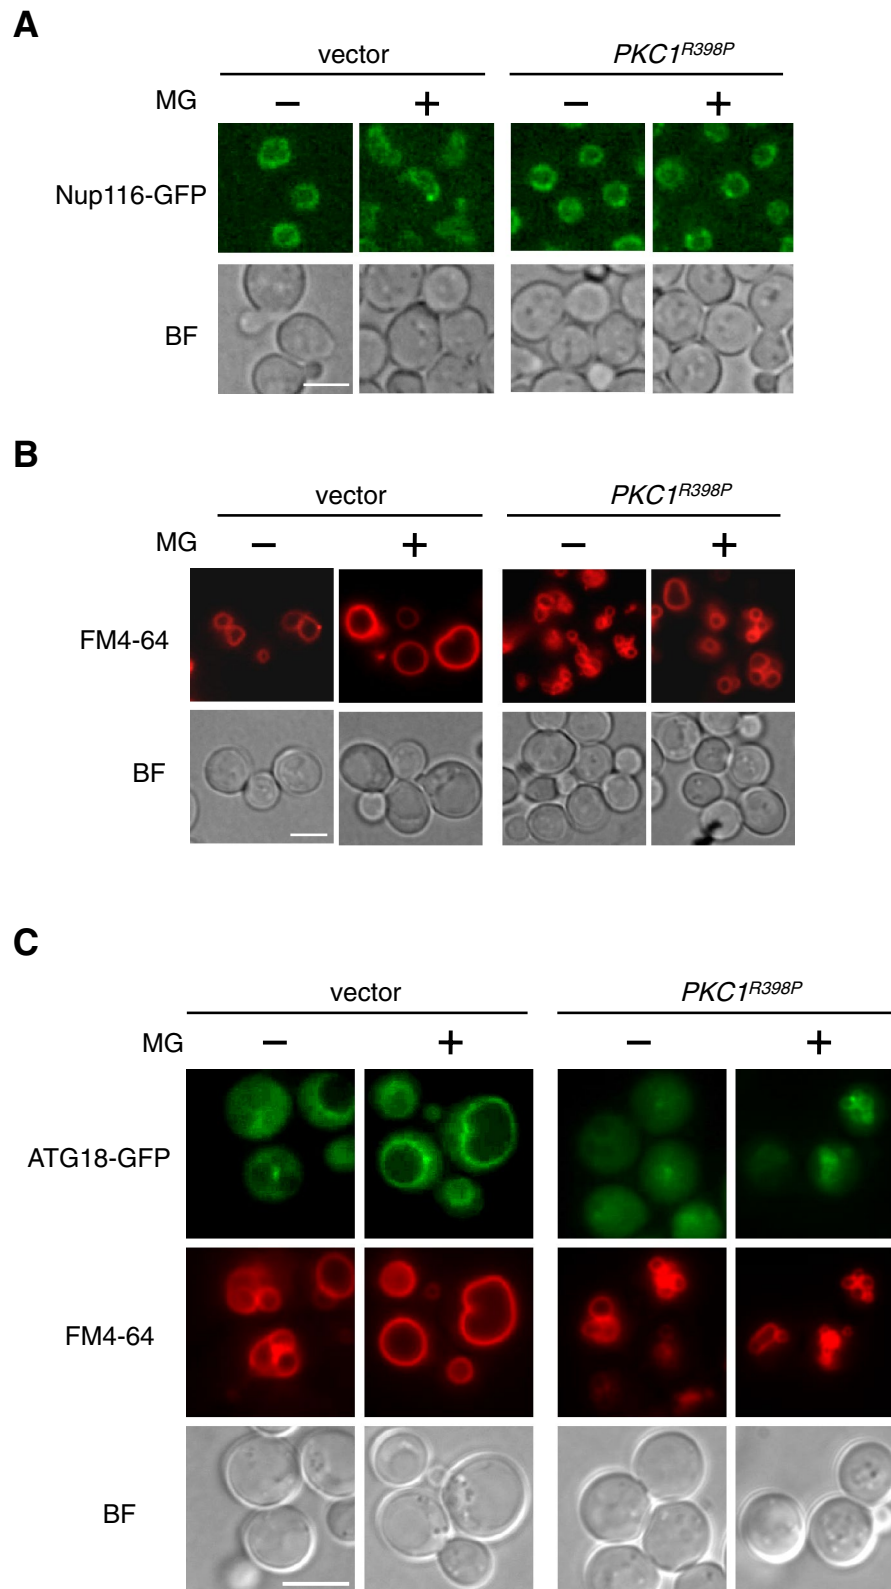 A
vector PKC1R398P
MG − + − +
Nup116-GFP
BF
B
vector PKC1R398P
MG − + − +
FM4-64
BF
C
vector PKC1R398P
MG − + − +
ATG18-GFP
FM4-64
BF